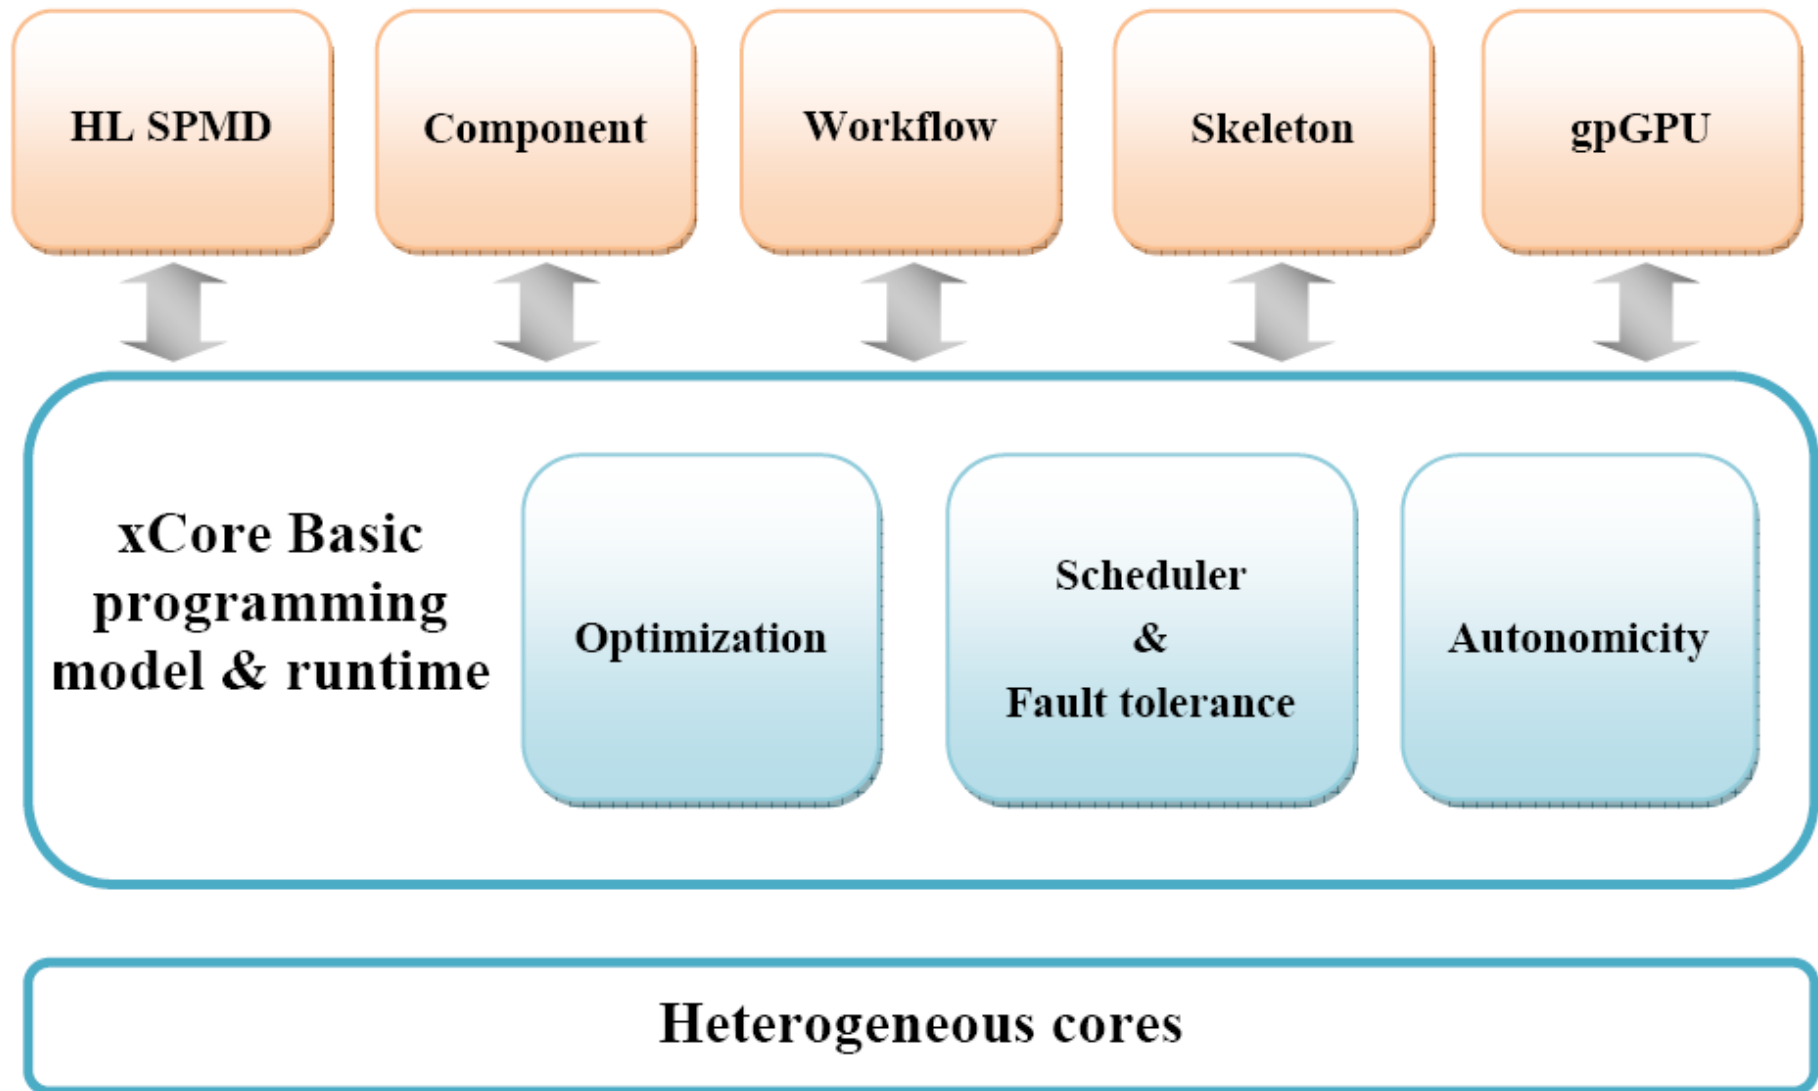 HL SPMD
Component
Workflow
Skeleton
gpGPU
xCore Basic
programming
model & runtime
Optimization
Scheduler
&
Fault tolerance
Autonomicity
Heterogeneous cores